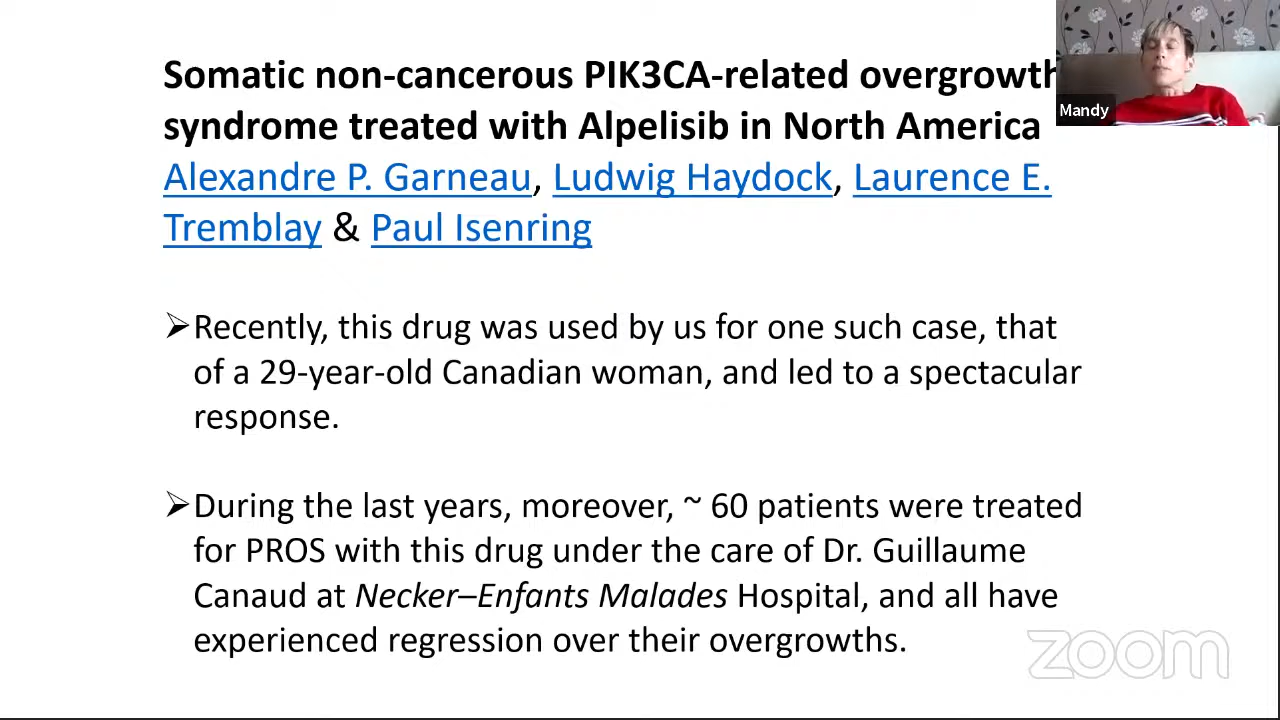 Somatic non-cancerous PIK3CA-related overgrowth
syndrome treated with Alpelisib in North America
Alexandre P. Garneau, Ludwig Haydock, Laurence E.
Tremblay & Paul Isenring
Mandy
➢Recently, this drug was used by us for one such case, that
of a 29-year-old Canadian woman, and led to a spectacular
response.
➢During the last years, moreover, ~ 60 patients were treated
for PROS with this drug under the care of Dr. Guillaume
Canaud at Necker–Enfants Malades Hospital, and all have
experienced regression over their overgrowths.
zoom